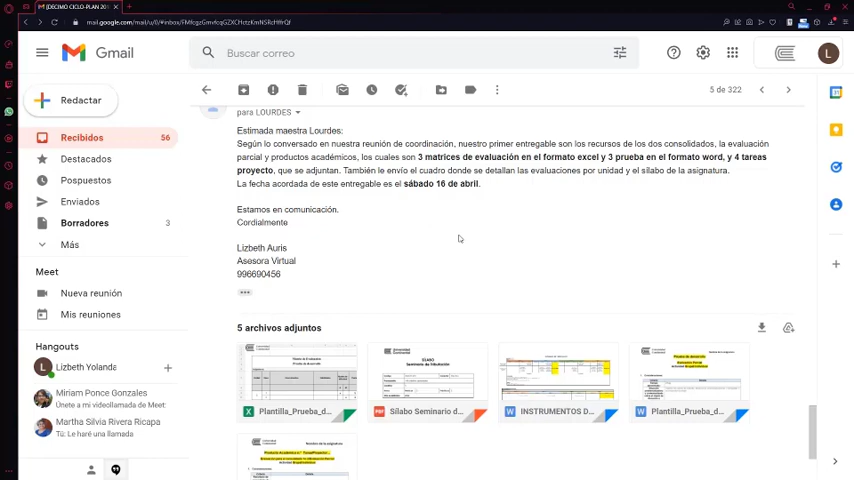 [DECIMO CICLO-PLAN 201
mail.google.com/mail/u/0/#inbox/
Gmail
Buscar correo
L
Redactar
5 de 322
Recibidos 56
para LOURDES
Destacados
Estimada maestra Lourdes:
Según lo conversado en nuestra reunión de coordinación, nuestro primer entregable son los recursos de los dos consolidados, la evaluación
Pospuestos
parcial y productos académicos, los cuales son 3 matrices de evaluación en el formato excel y 3 prueba en el formato word, y 4 tareas
proyecto, que se adjuntan. También le envío el cuadro donde se detallan las evaluaciones por unidad y el sílabo de la asignatura.
La fecha acordada de este entregable es el sábado 16 de abril.
Enviados
Estamos en comunicación.
Cordialmente
Borradores 3
Más
Lizbeth Auris
Asesora Virtual
996690456
Meet
Nueva reunión
Mis reuniones
5 archivos adjuntos
Hangouts
Lizbeth Yolanda
Miriam Ponce Gonzales
Únete a mi videollamada de Meet:
Martha Silvia Rivera Ricapa
Tú: Le haré una llamada
SÍLABO
Seminario de titulación
Plantilla_Prueba_d...
Sílabo Seminario d...
INSTRUMENTOS D...
Plantilla_Prueba_d...